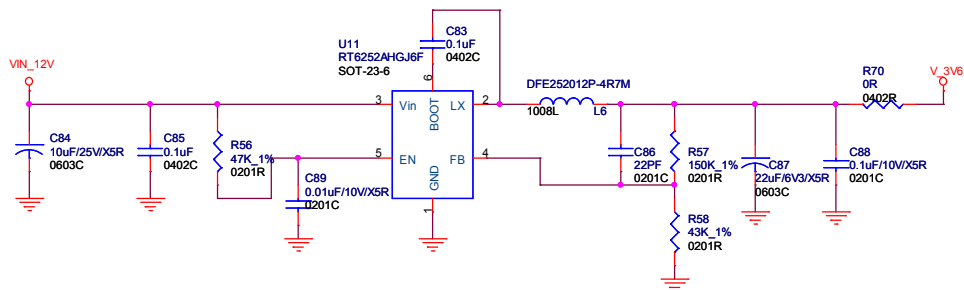 VIN_12V
C84
10uF/25V/X5R
0603C
C85
0.1uF
0402C
R56
47K_1%
0201R
C89
0.01uF/10V/X5R
0201C
U11
RT6252AHGJ6F
SOT-23-6
C83
0.1uF
0402C
6
3
Vin
BOOT
LX
2
5
EN
FB
4
GND
1
DFE252012P-4R7M
1008L
L6
C86
22PF
0201C
R57
150K_1%
0201R
R58
43K_1%
0201R
C87
22uF/6V3/X5R
0603C
C88
0.1uF/10V/X5R
0201C
R70
0R
0402R
V_3V6